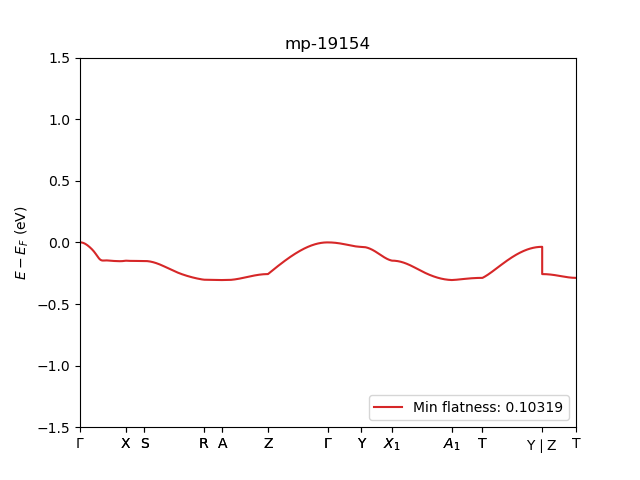 mp-19154
E − E_F (eV)
1.5
1.0
0.5
0.0
−0.5
−1.0
−1.5
Min flatness: 0.10319
Γ X S R A Z Γ Y X₁ A₁ T Y | Z T